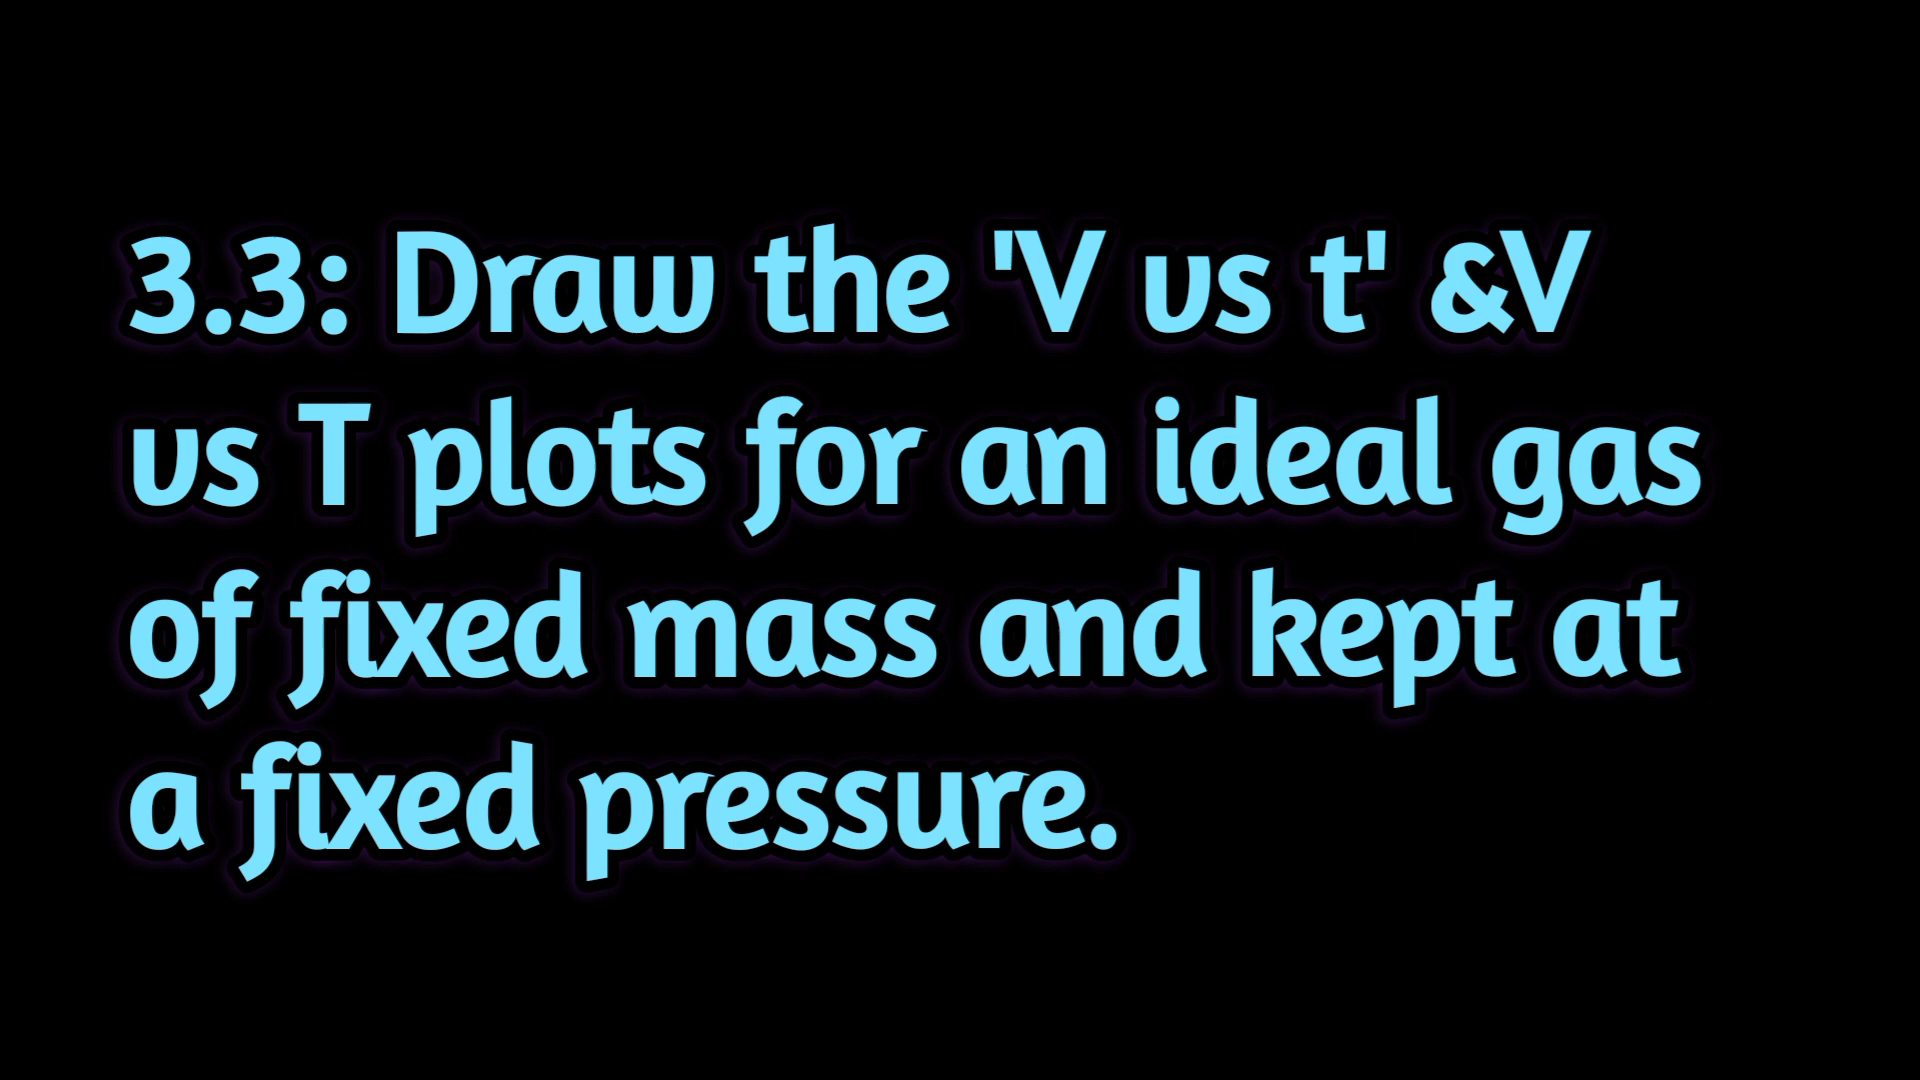 3.3: Draw the 'V vs t' &V
vs T plots for an ideal gas
of fixed mass and kept at
a fixed pressure.